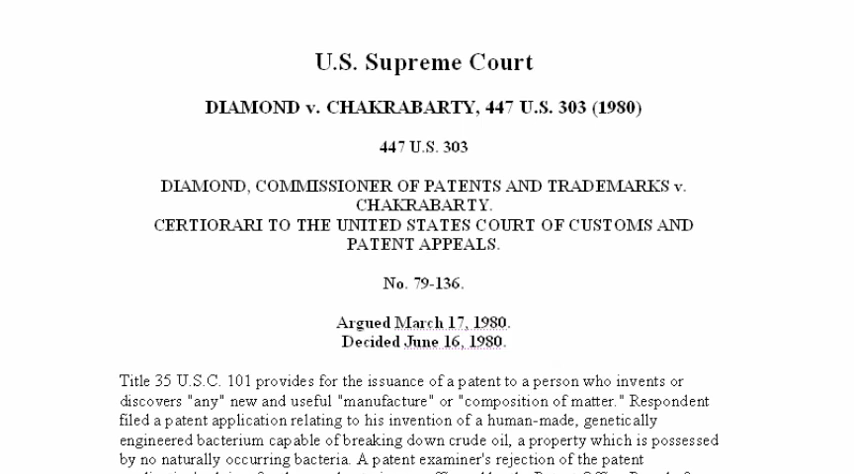 U.S. Supreme Court
DIAMOND v. CHAKRABARTY, 447 U.S. 303 (1980)
447 U.S. 303
DIAMOND, COMMISSIONER OF PATENTS AND TRADEMARKS v.
CHAKRABARTY.
CERTIORARI TO THE UNITED STATES COURT OF CUSTOMS AND
PATENT APPEALS.
No. 79-136.
Argued March 17, 1980.
Decided June 16, 1980.
Title 35 U.S.C. 101 provides for the issuance of a patent to a person who invents or
discovers "any" new and useful "manufacture" or "composition of matter." Respondent
filed a patent application relating to his invention of a human-made, genetically
engineered bacterium capable of breaking down crude oil, a property which is possessed
by no naturally occurring bacteria. A patent examiner's rejection of the patent